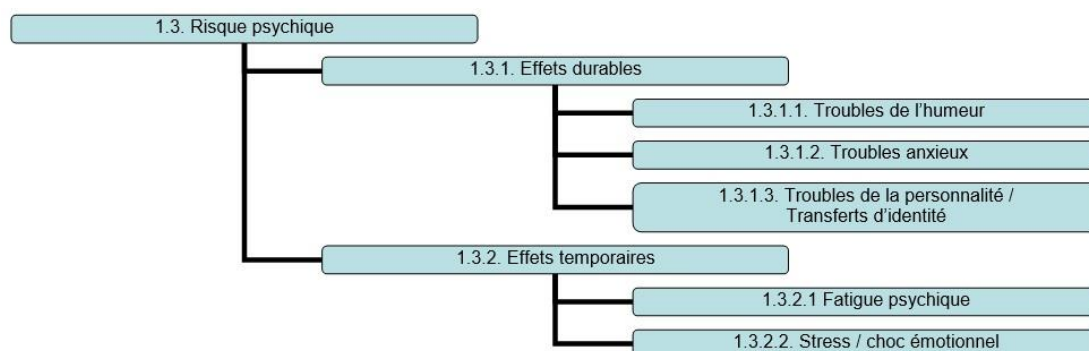 1.3. Risque psychique
1.3.1. Effets durables
1.3.1.1. Troubles de l’humeur
1.3.1.2. Troubles anxieux
1.3.1.3. Troubles de la personnalité /
Transferts d’identité
1.3.2. Effets temporaires
1.3.2.1 Fatigue psychique
1.3.2.2. Stress / choc émotionnel